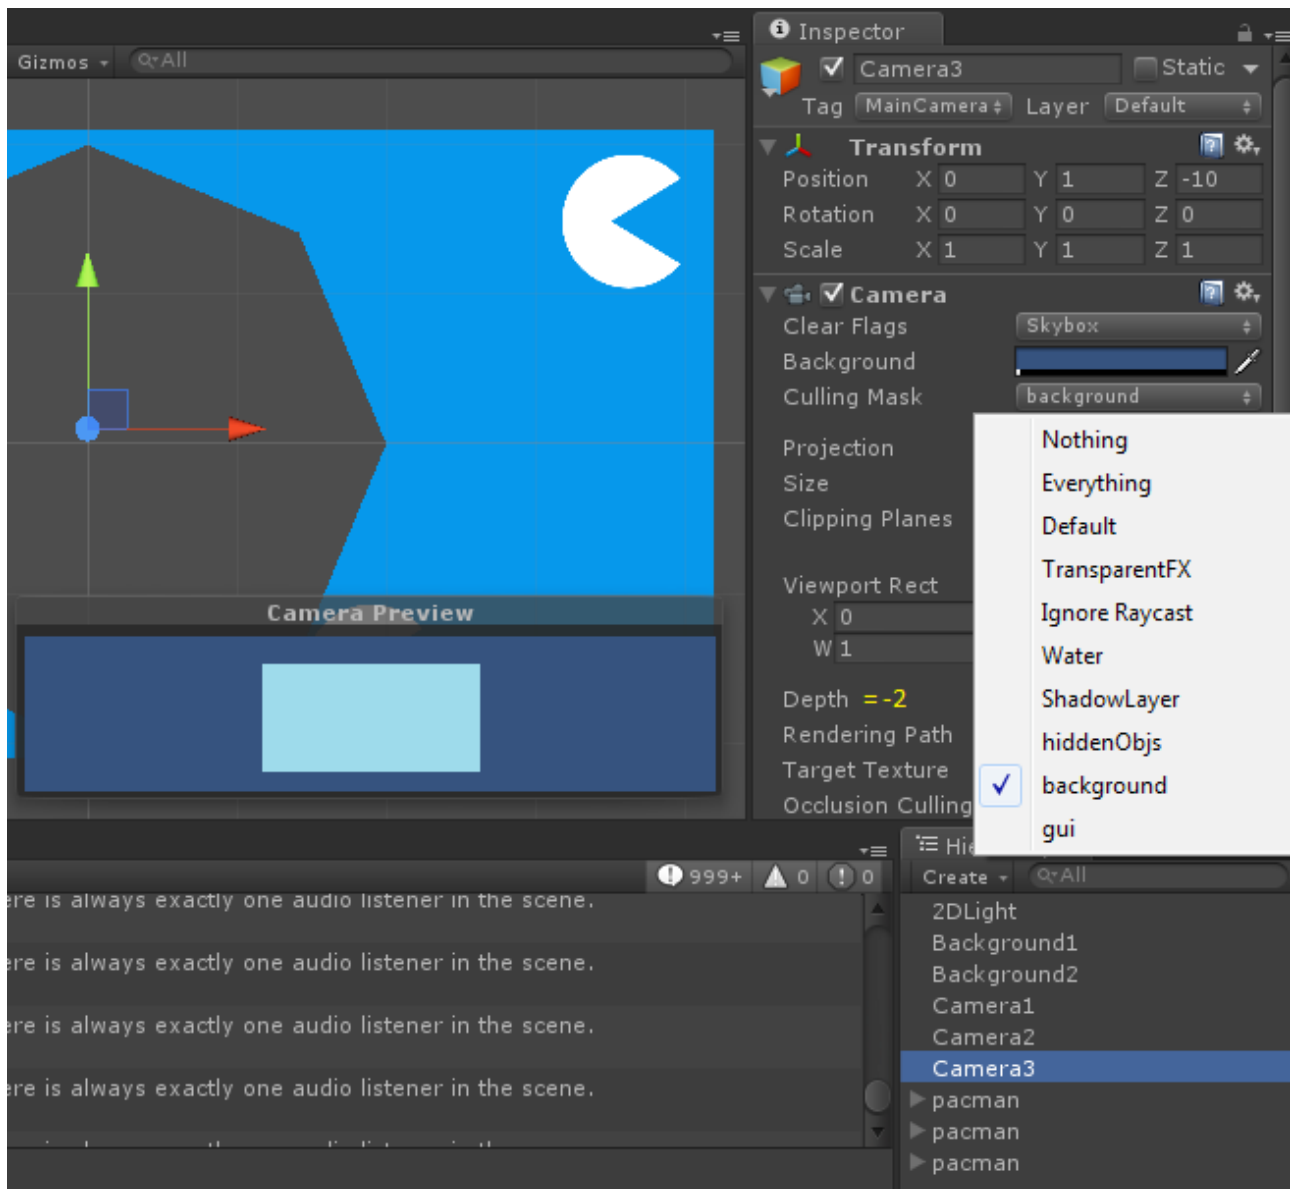 Inspector
Gizmos
All
Camera3
Static
Tag MainCamera Layer Default
Transform
Position X 0 Y 1 Z -10
Rotation X 0 Y 0 Z 0
Scale X 1 Y 1 Z 1
Camera
Clear Flags Skybox
Background
Culling Mask background
Nothing
Everything
Default
TransparentFX
Ignore Raycast
Water
ShadowLayer
hiddenObjs
background
gui
Projection
Size
Clipping Planes
Viewport Rect
X 0
W 1
Depth =-2
Rendering Path
Target Texture
Occlusion Culling
Camera Preview
999+ 0 0
ere is always exactly one audio listener in the scene.
ere is always exactly one audio listener in the scene.
ere is always exactly one audio listener in the scene.
ere is always exactly one audio listener in the scene.
Create All
2DLight
Background1
Background2
Camera1
Camera2
Camera3
pacman
pacman
pacman